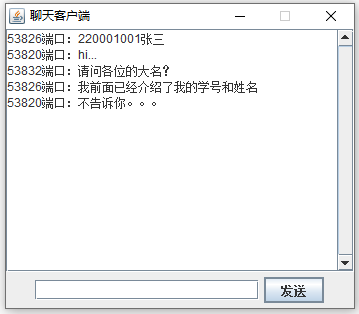 聊天客户端
53826端口：220001001张三
53820端口：hi...
53832端口：请问各位的大名？
53826端口：我前面已经介绍了我的学号和姓名
53820端口：不告诉你。。。
发送